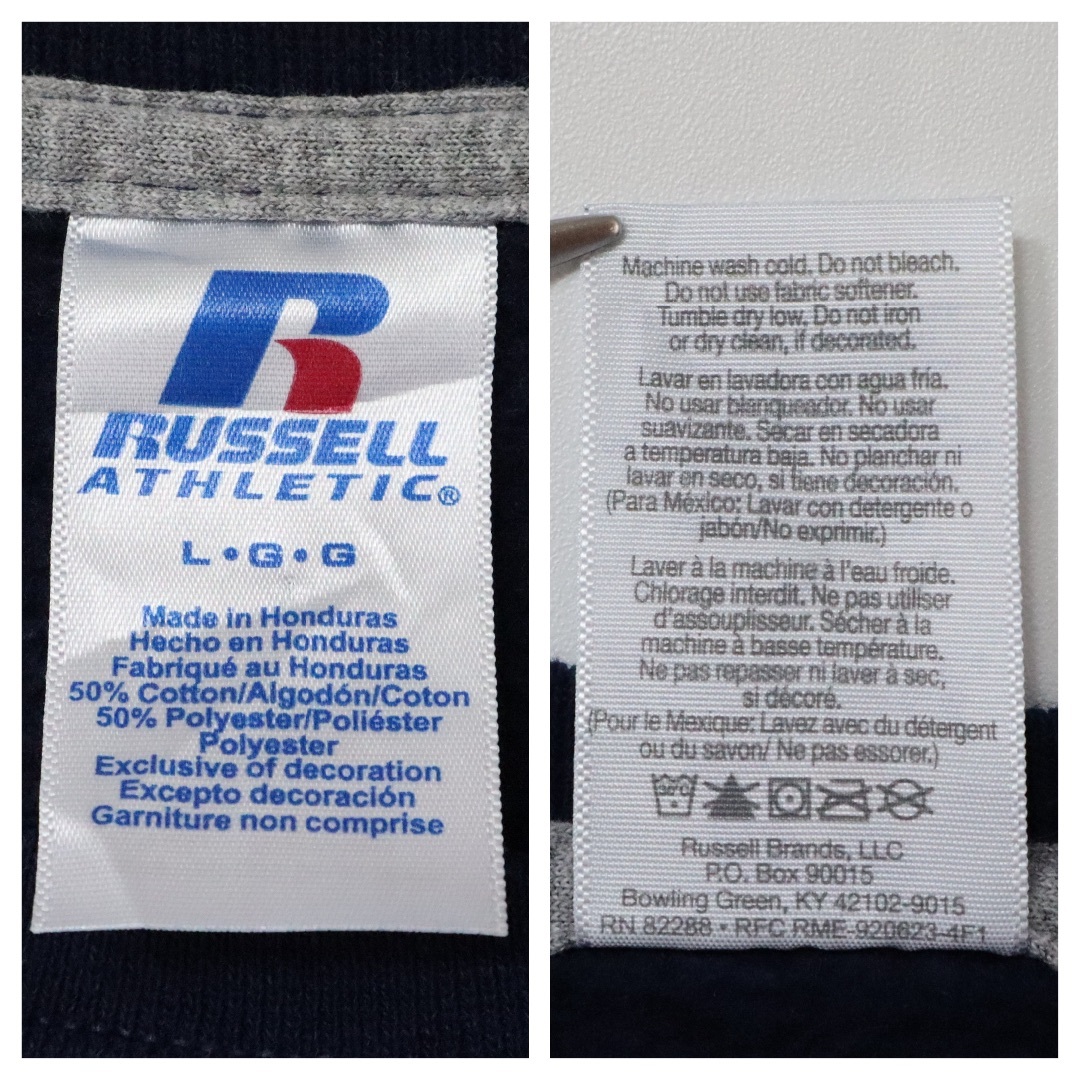 R
RUSSELL
ATHLETIC®
L•G•G
Made in Honduras
Hecho en Honduras
Fabriqué au Honduras
50% Cotton/Algodón/Coton
50% Polyester/Poliéster
Polyester
Exclusive of decoration
Excepto decoración
Garniture non comprise
Machine wash cold. Do not bleach.
Do not use fabric softener.
Tumble dry low. Do not iron
or dry clean, if decorated.
Lavar en lavadora con agua fría.
No usar blanqueador. No usar
suavizante. Secar en secadora
a temperatura baja. No planchar ni
lavar en seco, si tiene decoración.
(Para México: Lavar con detergente o
jabón/No exprimir.)
Laver à la machine à l'eau froide.
Chlorage interdit. Ne pas utiliser
d'assouplisseur. Sécher à la
machine à basse température.
Ne pas repasser ni laver à sec,
si décoré.
(Pour le Mexique: Lavez avec du détergent
ou du savon/ Ne pas essorer.)
Russell Brands, LLC
P.O. Box 90015
Bowling Green, KY 42102-9015
RN 82288 • RFC RME-920623-4F1